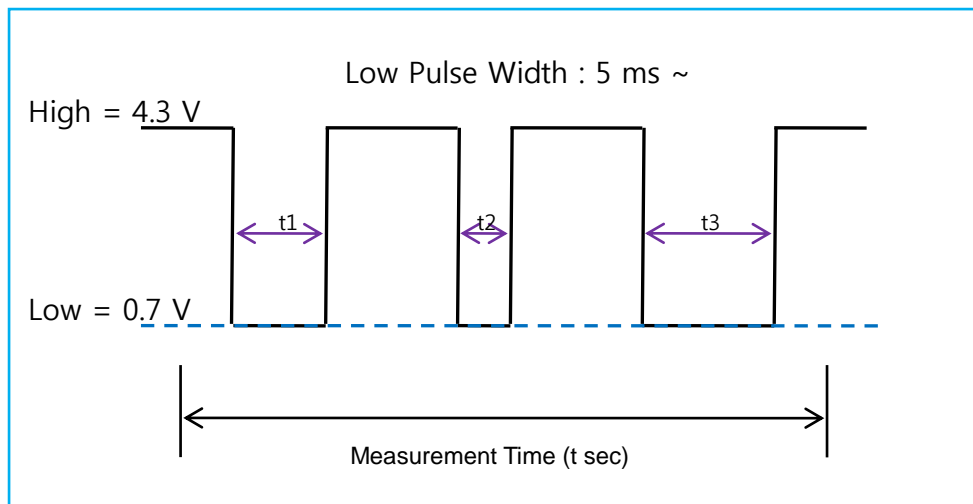 Low Pulse Width : 5 ms ~
High = 4.3 V
t1
t2
t3
Low = 0.7 V
Measurement Time (t sec)